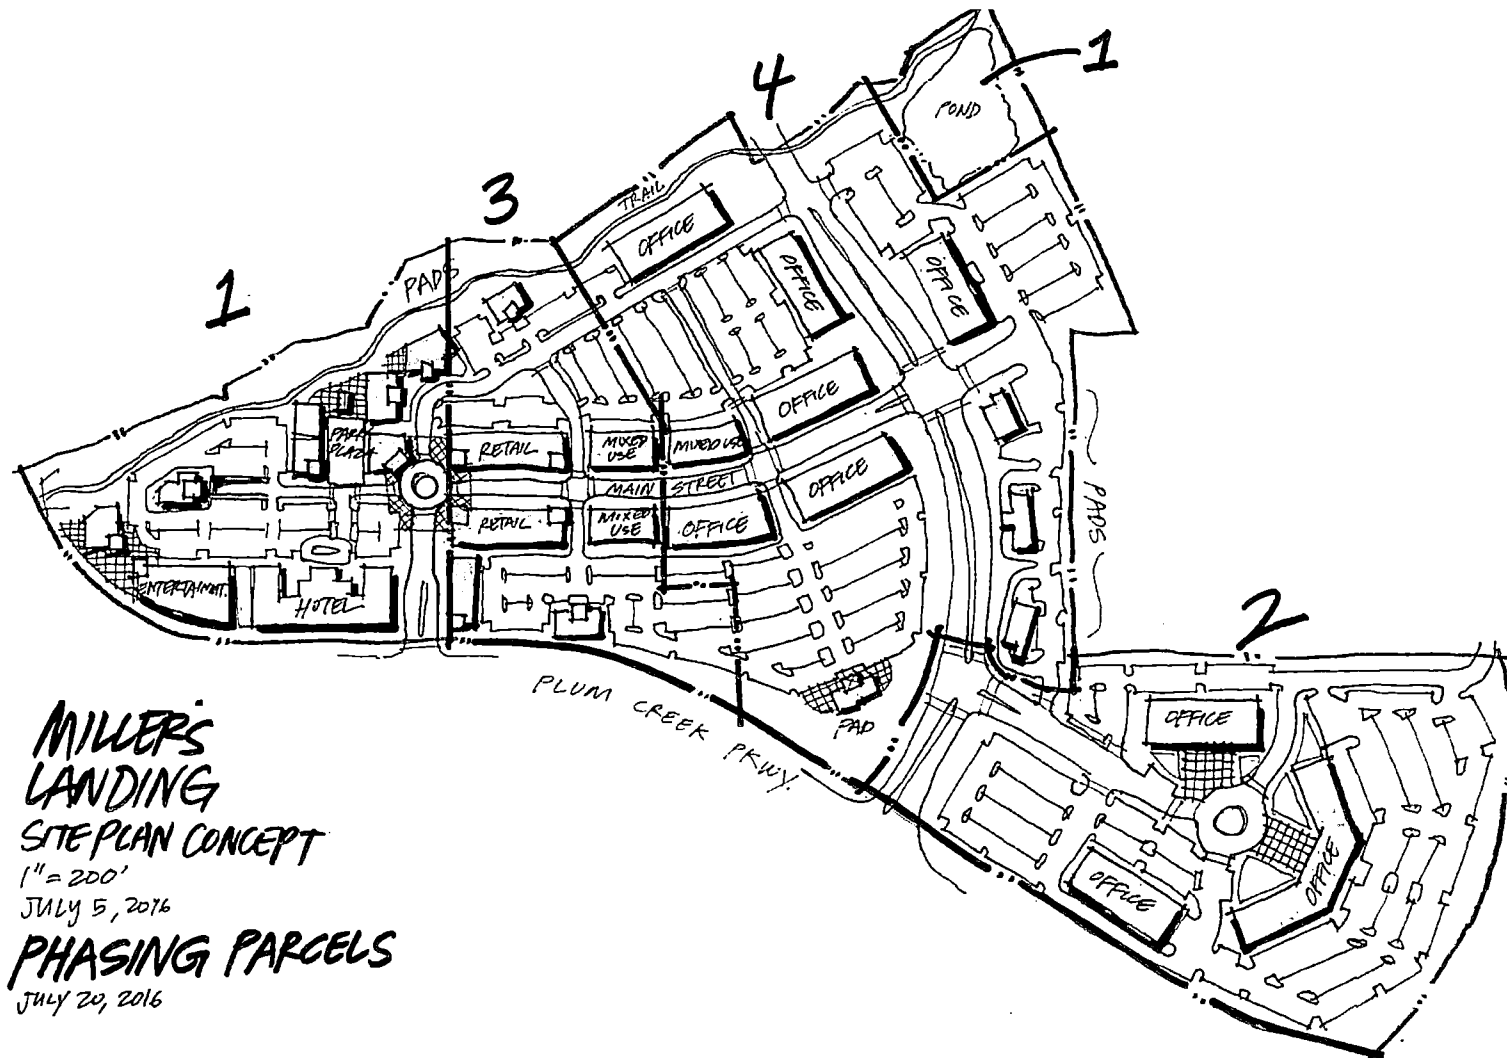 1
4
POND
3
TRAIL
OFFICE
1
PADS
OFFICE
OFFICE
OFFICE
PARK
PLAZA
RETAIL
MIXED
USE
MIXED USE
OFFICE
MAIN STREET
RETAIL
MIXED
USE
OFFICE
PADS
ENTERTAINMT.
HOTEL
2
PLUM CREEK PKWY.
PAD
OFFICE
OFFICE
OFFICE
MILLER'S
LANDING
SITE PLAN CONCEPT
1" = 200'
JULY 5, 2016
PHASING PARCELS
JULY 20, 2016